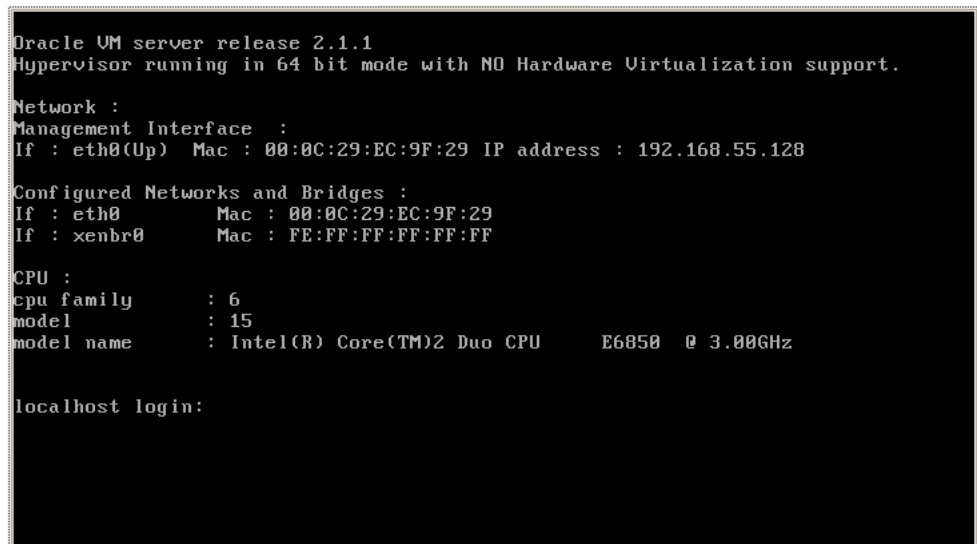 Oracle VM server release 2.1.1
Hypervisor running in 64 bit mode with NO Hardware Virtualization support.
Network :
Management Interface  :
If : eth0(Up)  Mac : 00:0C:29:EC:9F:29 IP address : 192.168.55.128
Configured Networks and Bridges :
If : eth0          Mac : 00:0C:29:EC:9F:29
If : xenbr0        Mac : FE:FF:FF:FF:FF:FF
CPU :
cpu family      : 6
model           : 15
model name      : Intel(R) Core(TM)2 Duo CPU     E6850  @ 3.00GHz
localhost login: